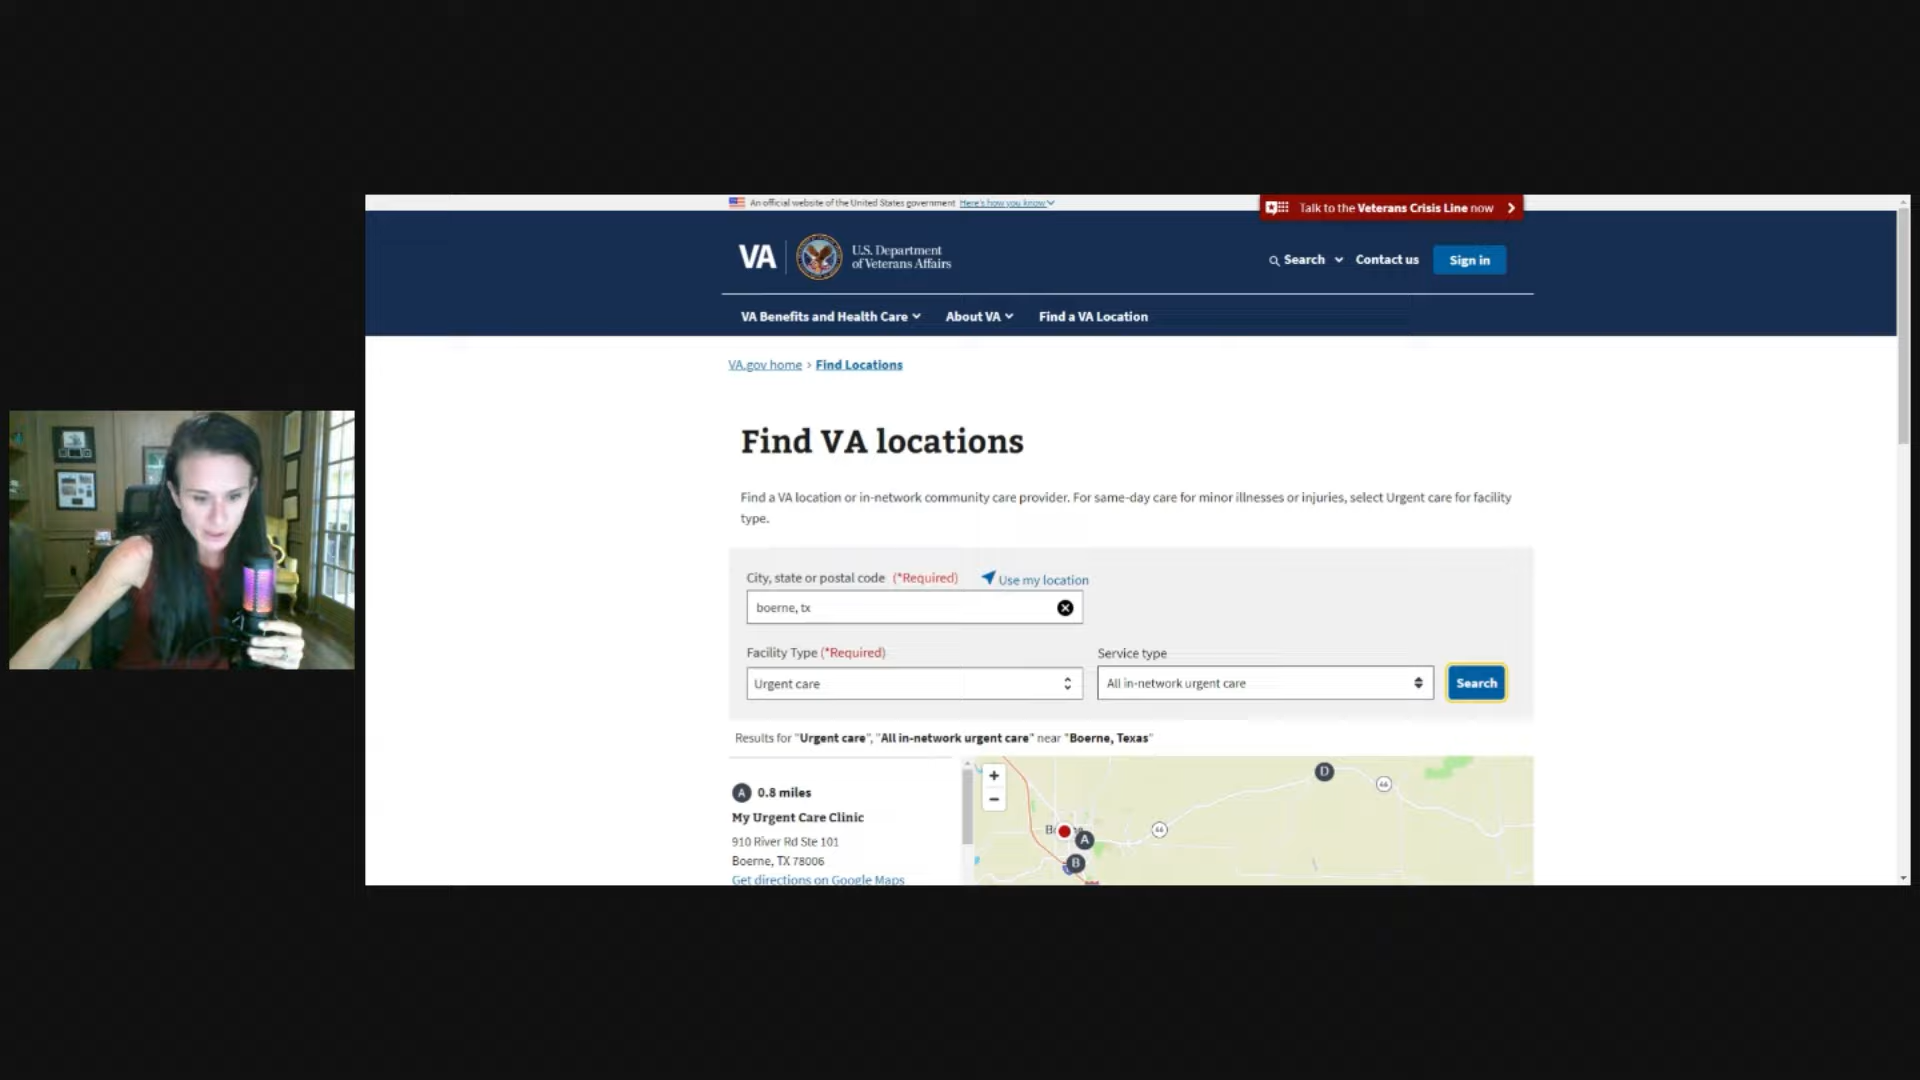 An official website of the United States government Here's how you know
Talk to the Veterans Crisis Line now
VA
U.S. Department
of Veterans Affairs
Search
Contact us
Sign in
VA Benefits and Health Care
About VA
Find a VA Location
VA.gov home › Find Locations
Find VA locations
Find a VA location or in-network community care provider. For same-day care for minor illnesses or injuries, select Urgent care for facility
type.
City, state or postal code (*Required)
Use my location
boerne, tx
Facility Type (*Required)
Service type
Urgent care
All in-network urgent care
Search
Results for "Urgent care", "All in-network urgent care" near "Boerne, Texas"
A 0.8 miles
My Urgent Care Clinic
910 River Rd Ste 101
Boerne, TX 78006
Get directions on Google Maps
+
−
D
46
46
A
B